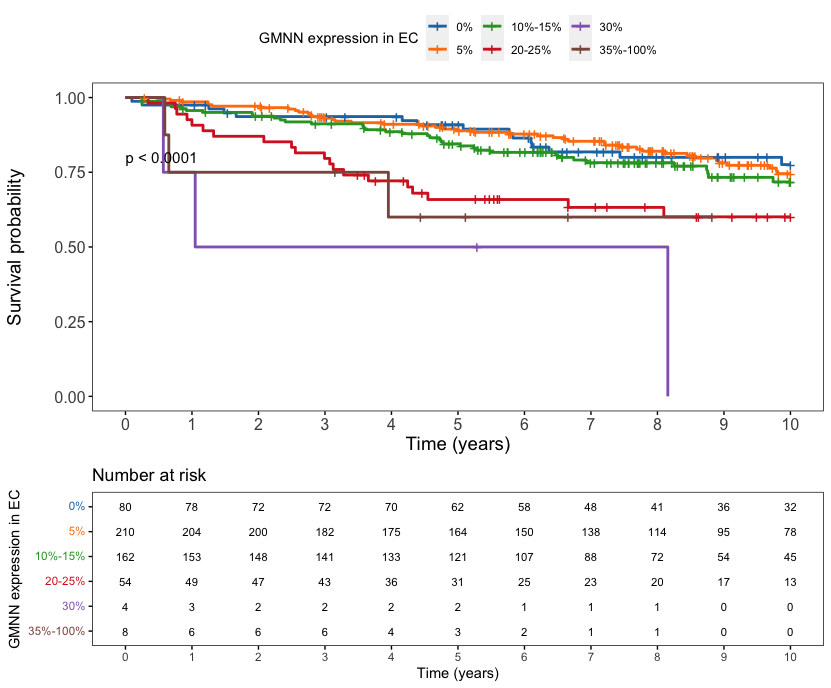 GMNN expression in EC
0% 10%-15% 30%
5% 20-25% 35%-100%
Survival probability
1.00
0.75
0.50
0.25
0.00
p < 0.0001
0 1 2 3 4 5 6 7 8 9 10
Time (years)
Number at risk
GMNN expression in EC
0% 80 78 72 72 70 62 58 48 41 36 32
5% 210 204 200 182 175 164 150 138 114 95 78
10%-15% 162 153 148 141 133 121 107 88 72 54 45
20-25% 54 49 47 43 36 31 25 23 20 17 13
30% 4 3 2 2 2 2 1 1 1 0 0
35%-100% 8 6 6 6 4 3 2 1 1 0 0
0 1 2 3 4 5 6 7 8 9 10
Time (years)